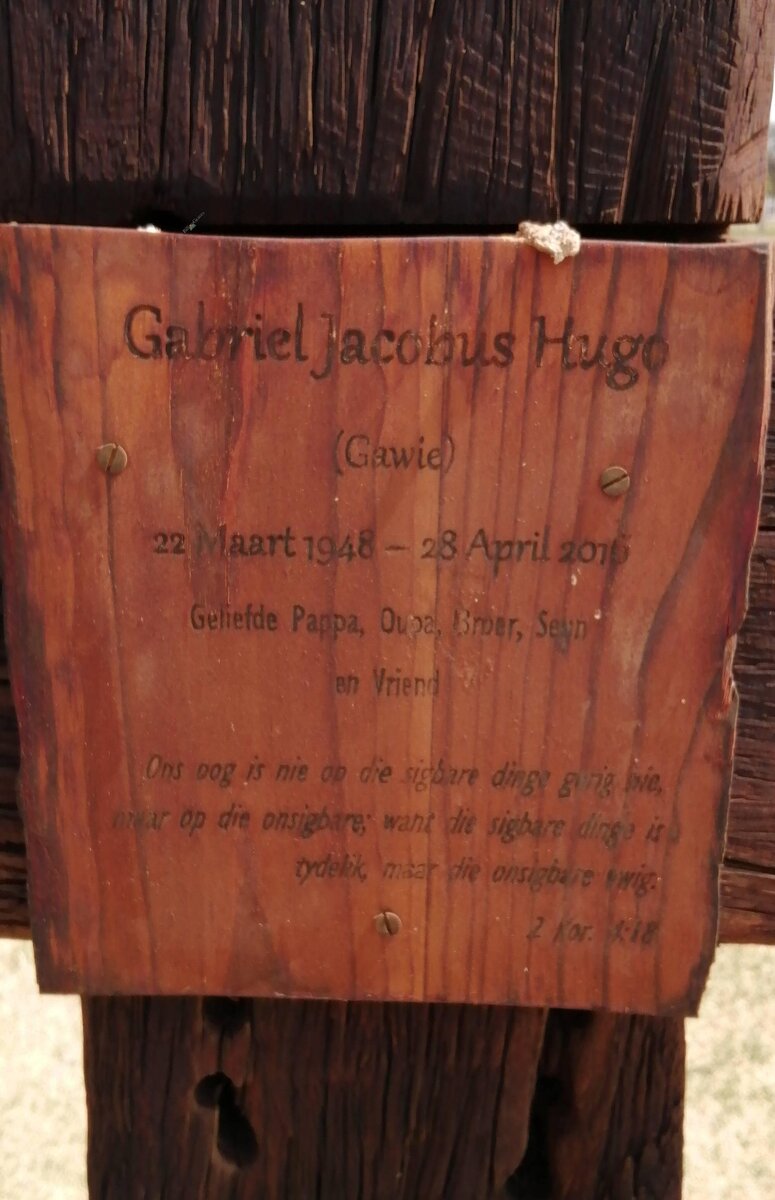 Gabriel Jacobus Hugo
(Gawie)
22 Maart 1948 – 28 April 2016
Geliefde Pappa, Oupa, Broer, Seun
en Vriend
Ons oog is nie op die sigbare dinge gerig nie,
maar op die onsigbare; want die sigbare dinge is
tydelik, maar die onsigbare ewig.
2 Kor. 4:18